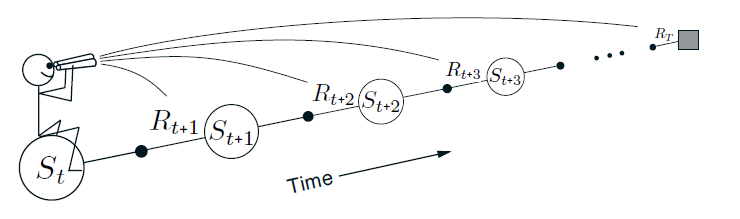 R_T
R_{t+3} S_{t+3}
R_{t+2} S_{t+2}
R_{t+1} S_{t+1}
S_t
Time